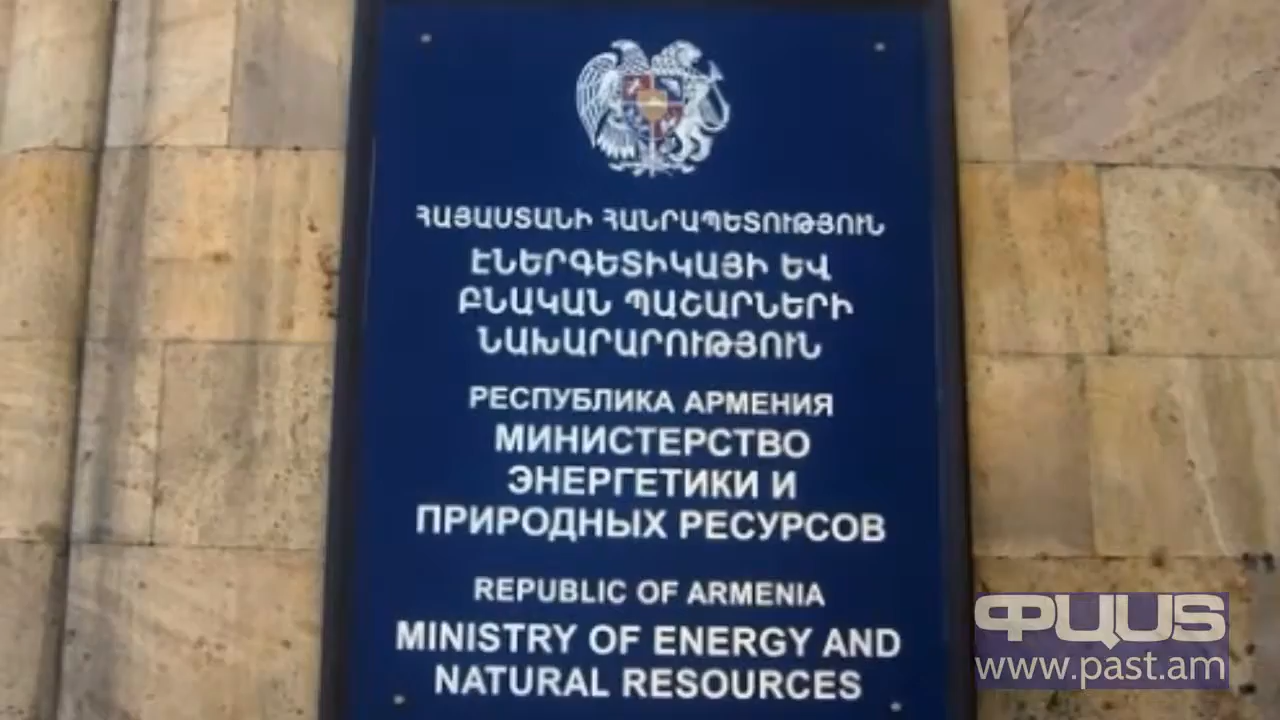 ՀԱՅԱՍՏԱՆԻ ՀԱՆՐԱՊԵՏՈՒԹՅՈՒՆ
ԷՆԵՐԳԵՏԻԿԱՅԻ ԵՎ
ԲՆԱԿԱՆ ՊԱՇԱՐՆԵՐԻ
ՆԱԽԱՐԱՐՈՒԹՅՈՒՆ
РЕСПУБЛИКА АРМЕНИЯ
МИНИСТЕРСТВО
ЭНЕРГЕТИКИ И
ПРИРОДНЫХ РЕСУРСОВ
REPUBLIC OF ARMENIA
MINISTRY OF ENERGY AND
NATURAL RESOURCES
ՓԱՍՏ
www.past.am